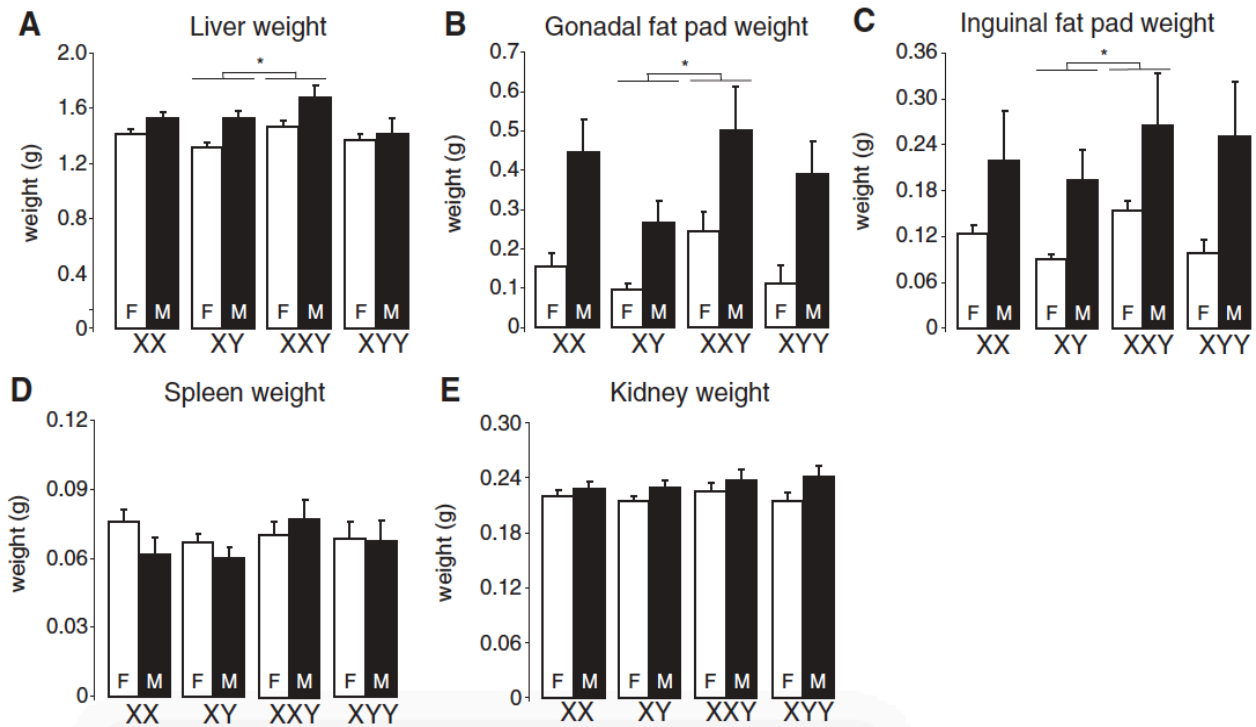 A Liver weight
weight (g)
2.0
1.6
1.2
0.8
0.4
0
*
F M F M F M F M
XX XY XXY XYY
B Gonadal fat pad weight
weight (g)
0.7
0.6
0.5
0.4
0.3
0.2
0.1
0
*
F M F M F M F M
XX XY XXY XYY
C Inguinal fat pad weight
weight (g)
0.36
0.30
0.24
0.18
0.12
0.06
0
*
F M F M F M F M
XX XY XXY XYY
D Spleen weight
weight (g)
0.12
0.09
0.06
0.03
0
F M F M F M F M
XX XY XXY XYY
E Kidney weight
weight (g)
0.30
0.24
0.18
0.12
0.06
0
F M F M F M F M
XX XY XXY XYY